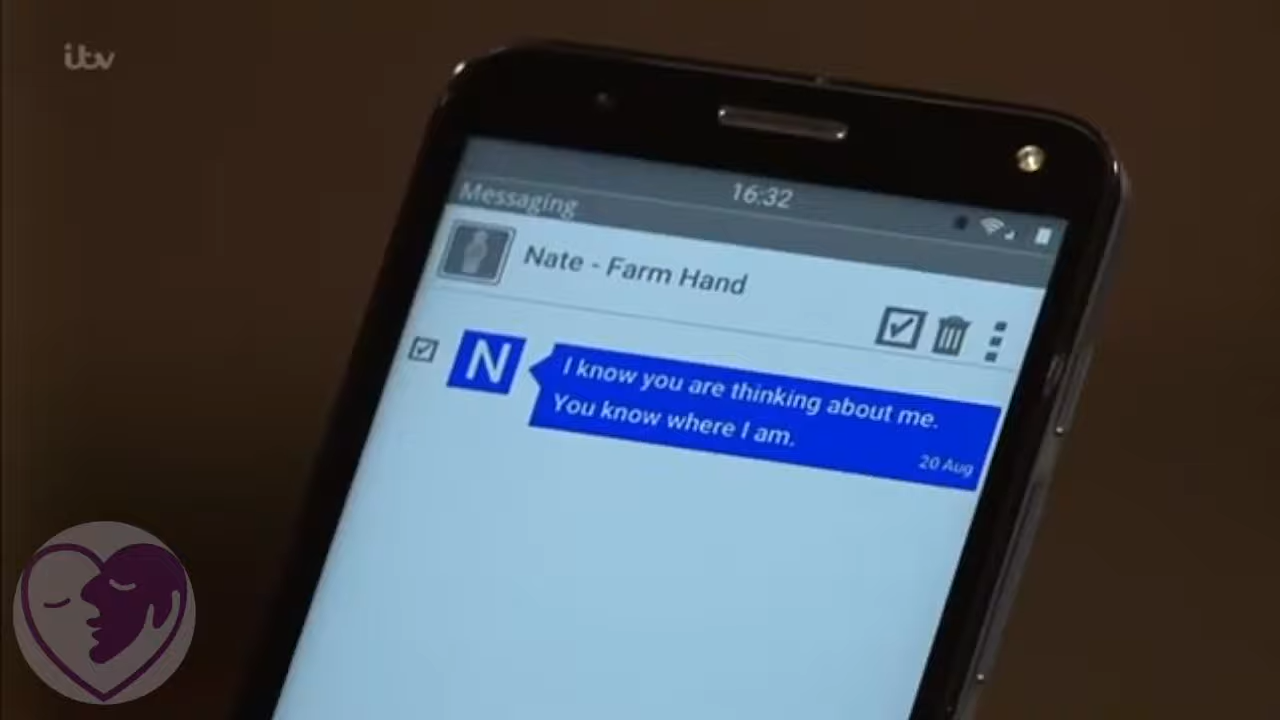 itv
16:32
Messaging
Nate - Farm Hand
N
I know you are thinking about me.
You know where I am.
20 Aug